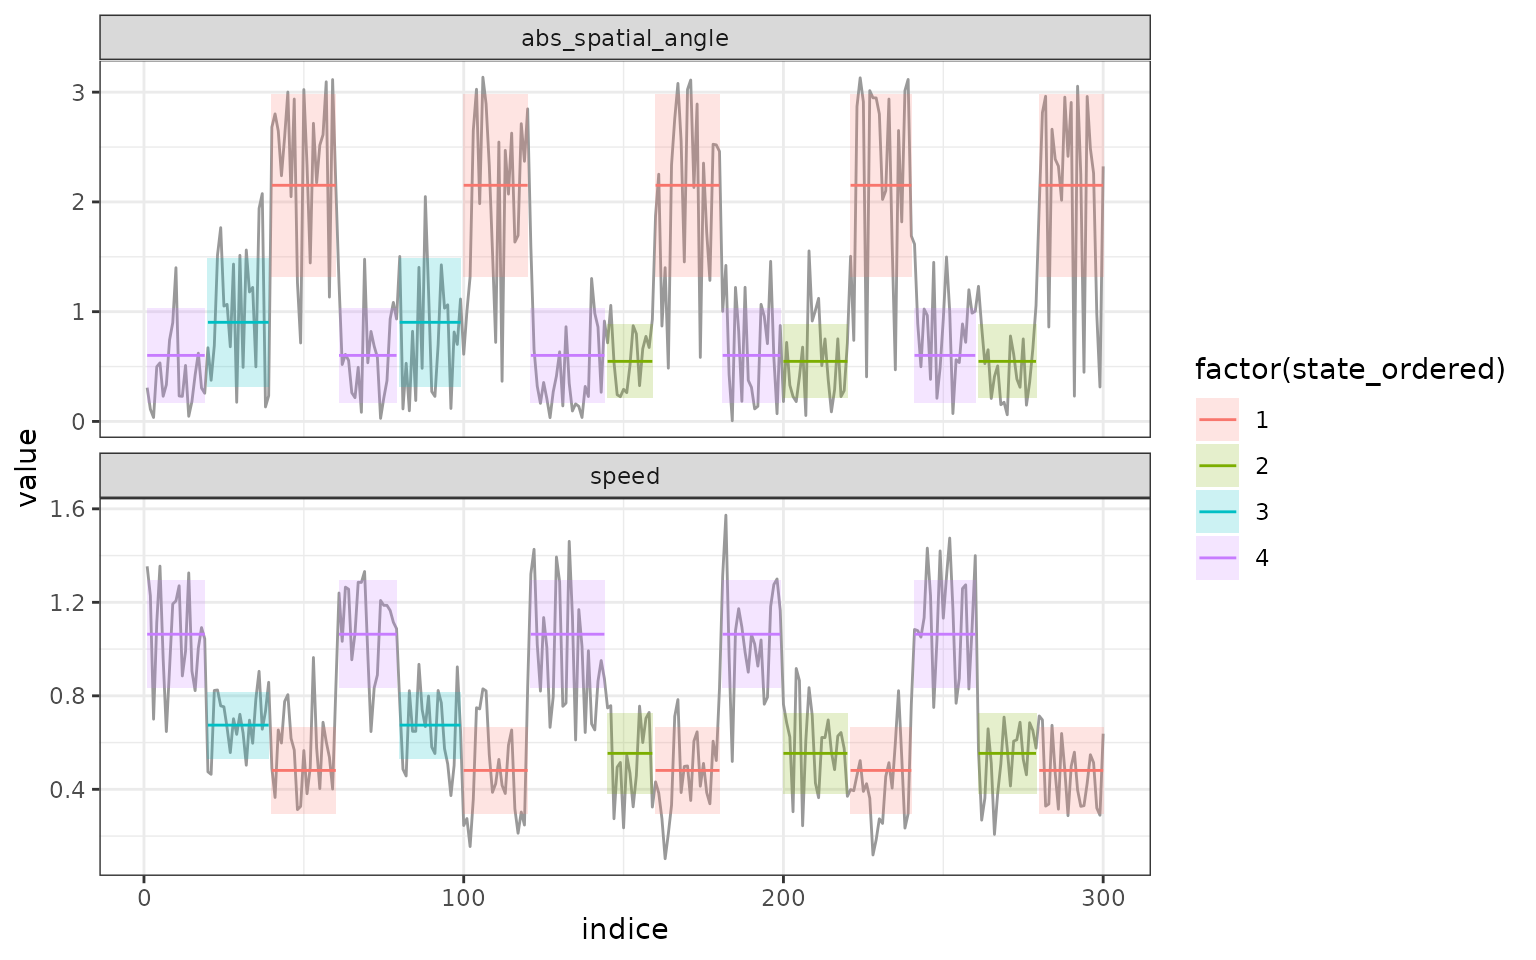 abs_spatial_angle
3
2
1
0
speed
1.6
1.2
0.8
0.4
value
0 100 200 300
indice
factor(state_ordered)
1
2
3
4